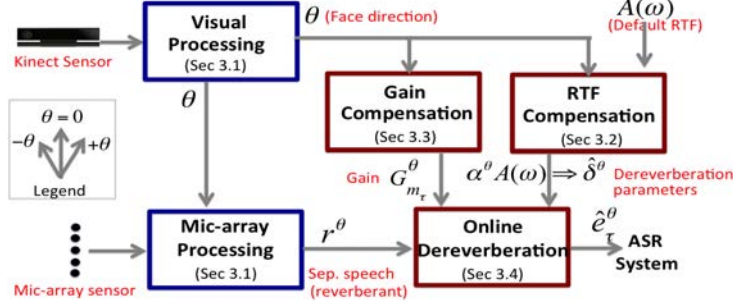 Visual
Processing
(Sec 3.1)
θ (Face direction)
A(ω)
(Default RTF)
Kinect Sensor
θ
Gain
Compensation
(Sec 3.3)
RTF
Compensation
(Sec 3.2)
θ = 0
−θ +θ
Legend
Gain G^θ_{m_τ}
α^θ A(ω) ⇒ δ̂^θ
Dereverberation
parameters
Mic-array
Processing
(Sec 3.1)
r^θ
Sep. speech
(reverberant)
Online
Dereverberation
(Sec 3.4)
ê^θ_τ
ASR
System
Mic-array sensor